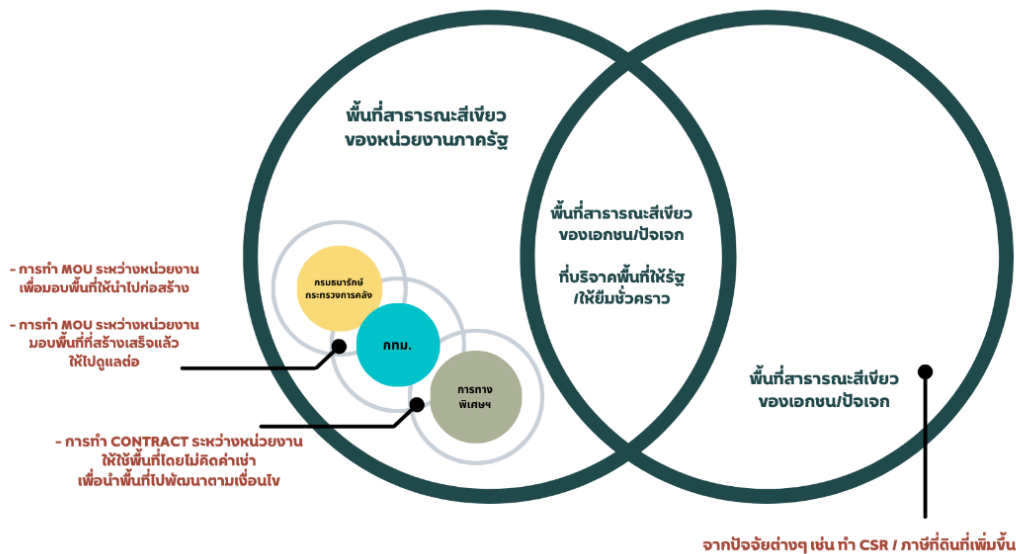 พื้นที่สาธารณะสีเขียว
ของหน่วยงานภาครัฐ
พื้นที่สาธารณะสีเขียว
ของเอกชน/ปัจเจก
ที่บริจาคพื้นที่ให้รัฐ
/ให้ยืมชั่วคราว
- การทำ MOU ระหว่างหน่วยงาน
เพื่อมอบพื้นที่ให้นำไปก่อสร้าง
- การทำ MOU ระหว่างหน่วยงาน
มอบพื้นที่ที่สร้างเสร็จแล้ว
ให้ไปดูแลต่อ
กรมธนารักษ์
กระทรวงการคลัง
กทม.
การทาง
พิเศษฯ
- การทำ CONTRACT ระหว่างหน่วยงาน
ให้ใช้พื้นที่โดยไม่คิดค่าเช่า
เพื่อนำพื้นที่ไปพัฒนาตามเงื่อนไข
พื้นที่สาธารณะสีเขียว
ของเอกชน/ปัจเจก
จากปัจจัยต่างๆ เช่น ทำ CSR / ภาษีที่ดินที่เพิ่มขึ้น